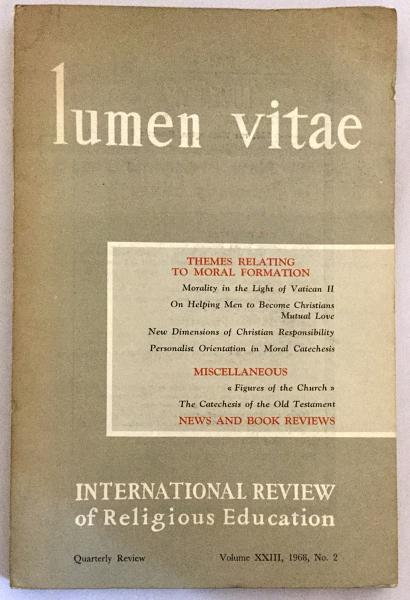 lumen vitae
THEMES RELATING
TO MORAL FORMATION
Morality in the Light of Vatican II
On Helping Men to Become Christians
Mutual Love
New Dimensions of Christian Responsibility
Personalist Orientation in Moral Catechesis
MISCELLANEOUS
« Figures of the Church »
The Catechesis of the Old Testament
NEWS AND BOOK REVIEWS
INTERNATIONAL REVIEW
of Religious Education
Quarterly Review Volume XXIII, 1968, No. 2